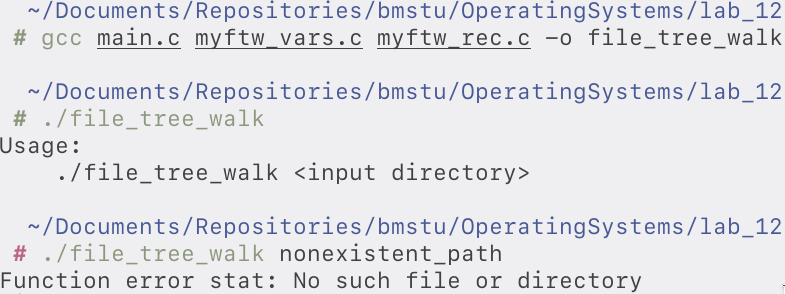 ~/Documents/Repositories/bmstu/OperatingSystems/lab_12
# gcc main.c myftw_vars.c myftw_rec.c -o file_tree_walk
~/Documents/Repositories/bmstu/OperatingSystems/lab_12
# ./file_tree_walk
Usage:
./file_tree_walk <input directory>
~/Documents/Repositories/bmstu/OperatingSystems/lab_12
# ./file_tree_walk nonexistent_path
Function error stat: No such file or directory